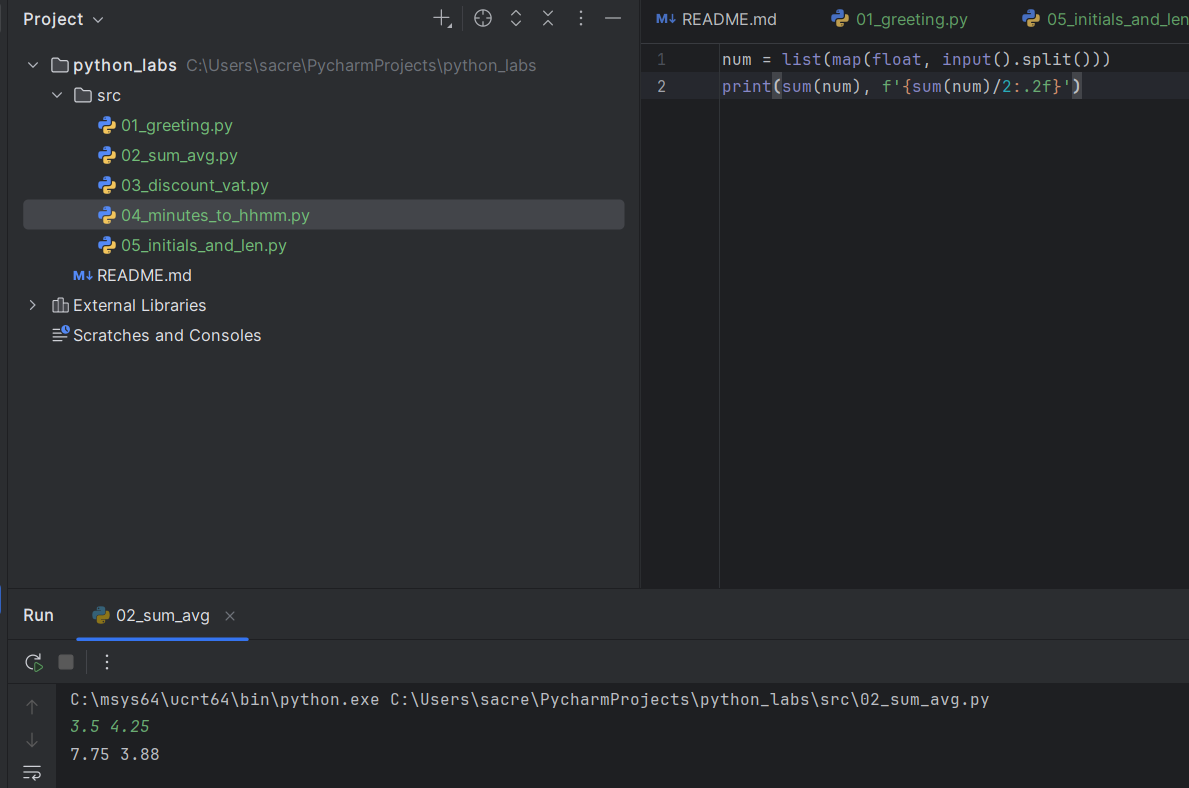 Project
python_labs C:\Users\sacre\PycharmProjects\python_labs
src
01_greeting.py
02_sum_avg.py
03_discount_vat.py
04_minutes_to_hhmm.py
05_initials_and_len.py
M↓ README.md
External Libraries
Scratches and Consoles
M↓ README.md 01_greeting.py 05_initials_and_len
1 num = list(map(float, input().split()))
2 print(sum(num), f'{sum(num)/2:.2f}')
Run 02_sum_avg
C:\msys64\ucrt64\bin\python.exe C:\Users\sacre\PycharmProjects\python_labs\src\02_sum_avg.py
3.5 4.25
7.75 3.88